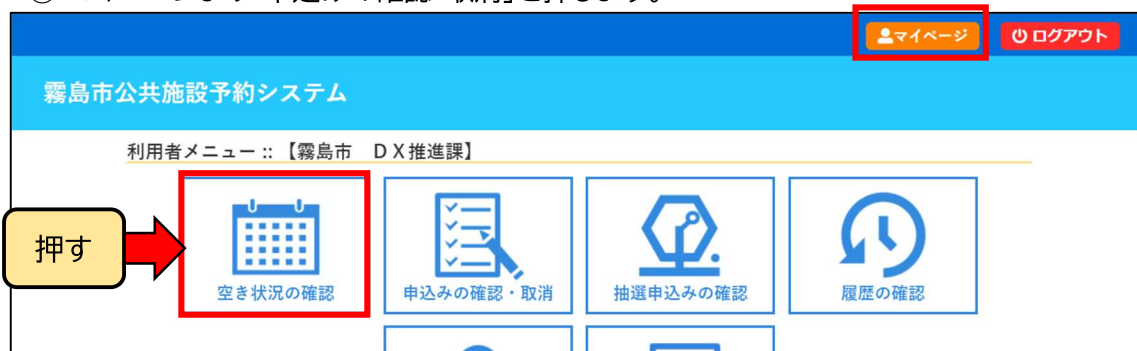 マイページ
ログアウト
霧島市公共施設予約システム
利用者メニュー :: 【霧島市　ＤＸ推進課】
押す
空き状況の確認
申込みの確認・取消
抽選申込みの確認
履歴の確認